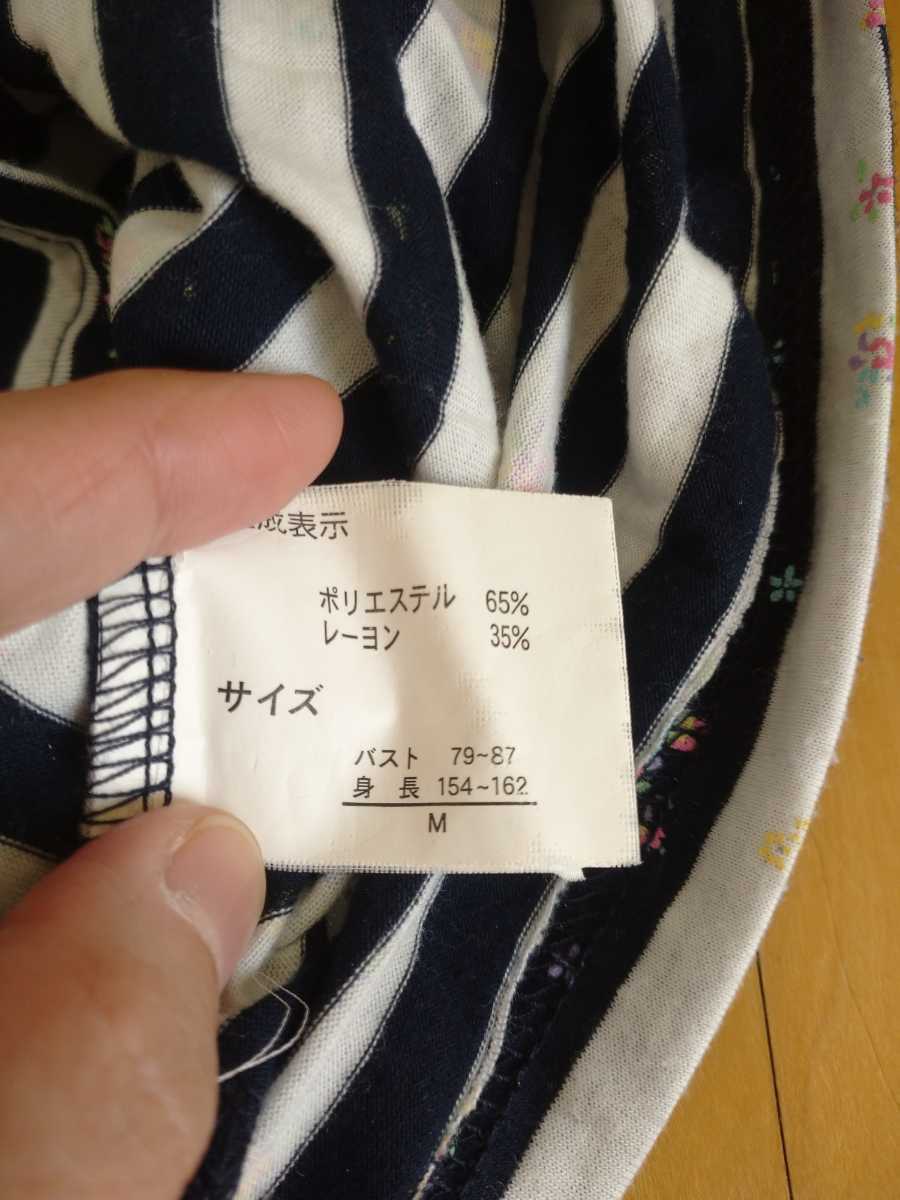 成表示
ポリエステル 65%
レーヨン 35%
サイズ
バスト 79~87
身長 154~162
M